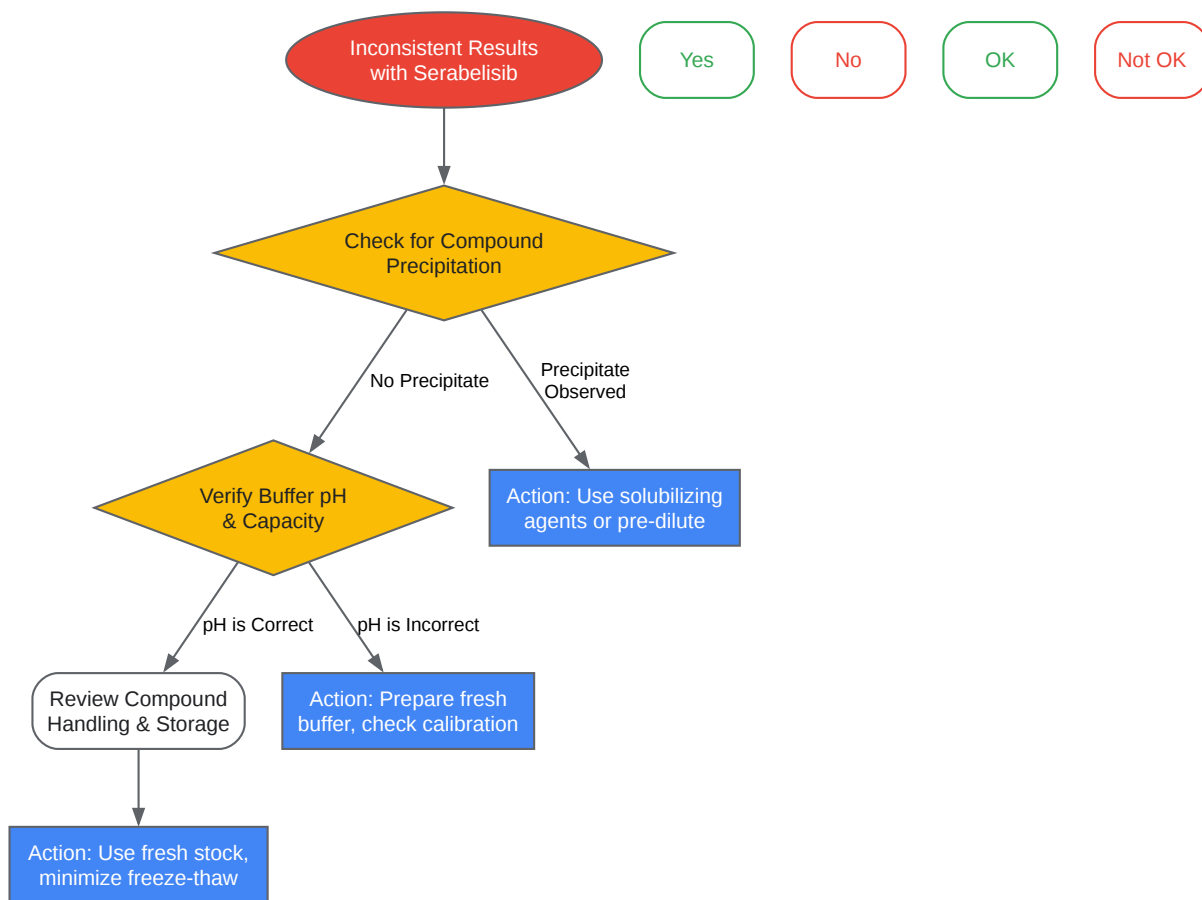 Inconsistent Results
with Serabelisib
Yes
No
OK
Not OK
Check for Compound
Precipitation
No Precipitate
Precipitate
Observed
Verify Buffer pH
& Capacity
Action: Use solubilizing
agents or pre-dilute
pH is Correct
pH is Incorrect
Review Compound
Handling & Storage
Action: Prepare fresh
buffer, check calibration
Action: Use fresh stock,
minimize freeze-thaw